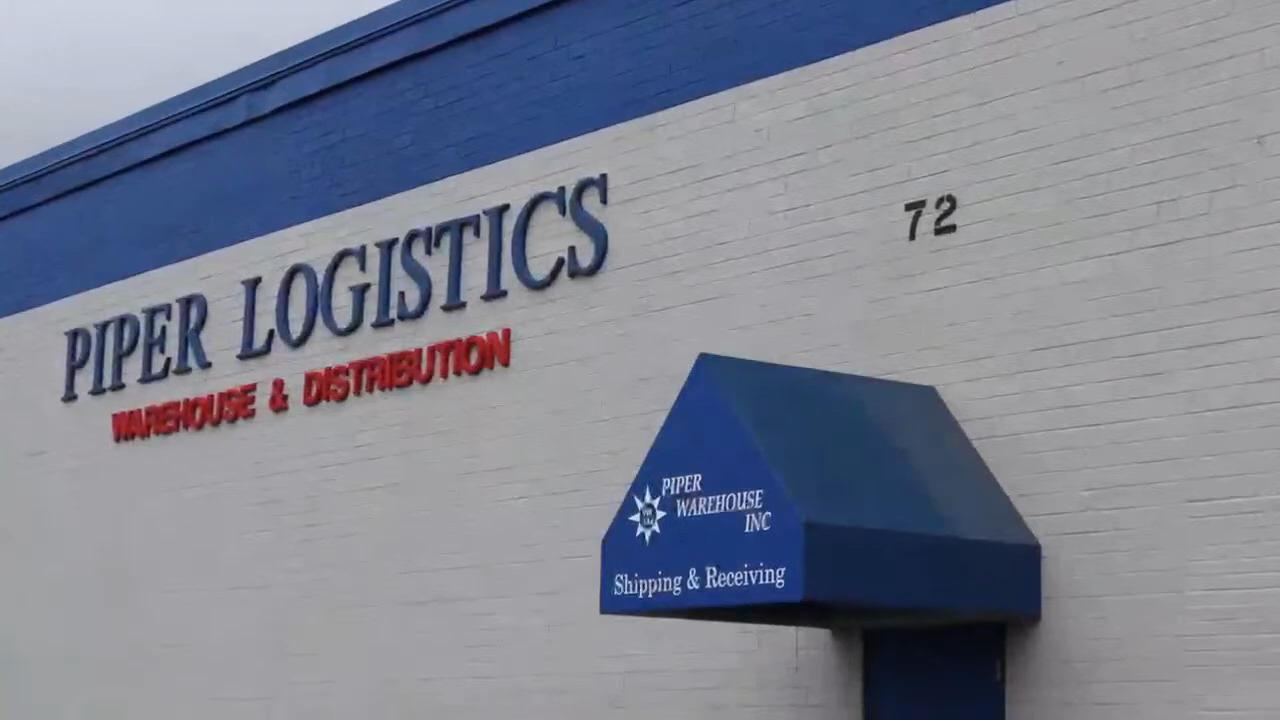 PIPER LOGISTICS
WAREHOUSE & DISTRIBUTION
72
PIPER
WAREHOUSE
INC
Shipping & Receiving